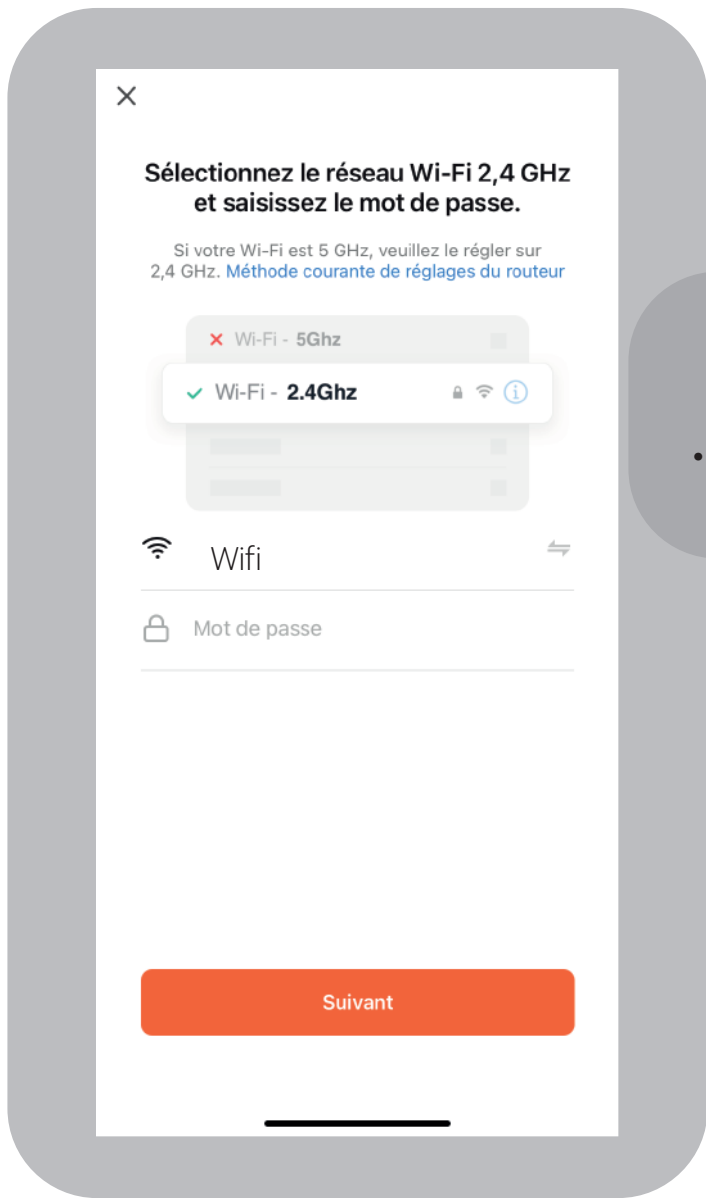 Sélectionnez le réseau Wi-Fi 2,4 GHz
et saisissez le mot de passe.
Si votre Wi-Fi est 5 GHz, veuillez le régler sur
2,4 GHz. Méthode courante de réglages du routeur
Wi-Fi - 5Ghz
Wi-Fi - 2.4Ghz
Wifi
Mot de passe
Suivant